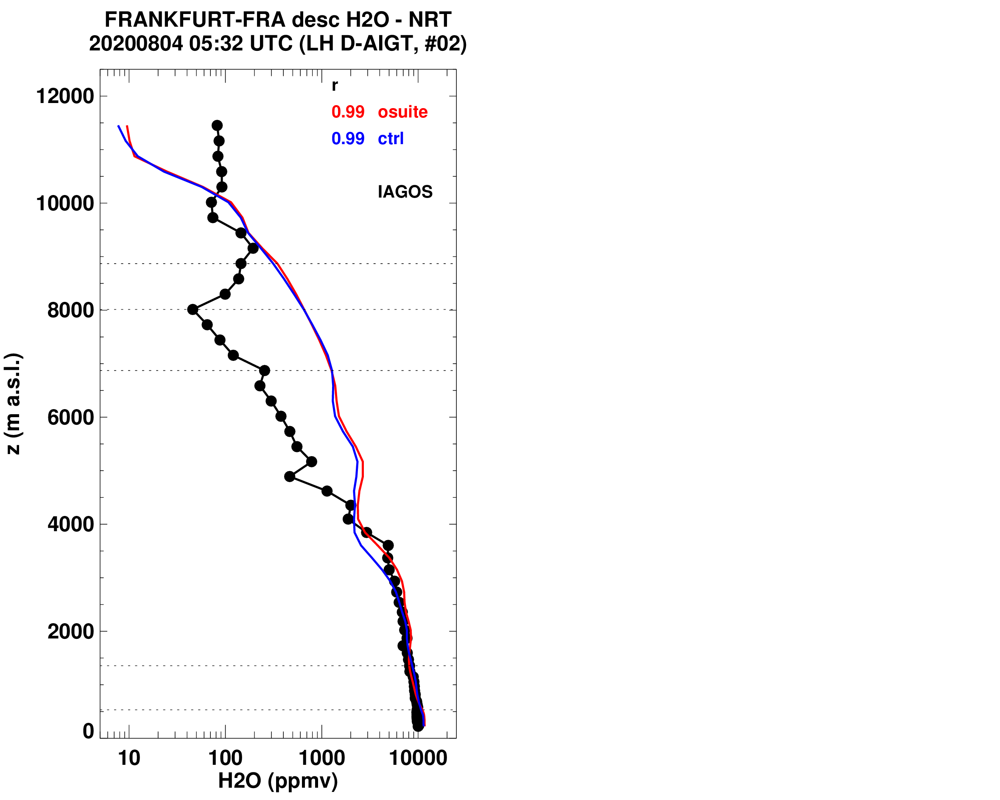 FRANKFURT-FRA desc H2O - NRT
20200804 05:32 UTC (LH D-AIGT, #02)
r
0.99 osuite
0.99 ctrl
IAGOS
12000
10000
8000
6000
4000
2000
0
z (m a.s.l.)
10 100 1000 10000
H2O (ppmv)